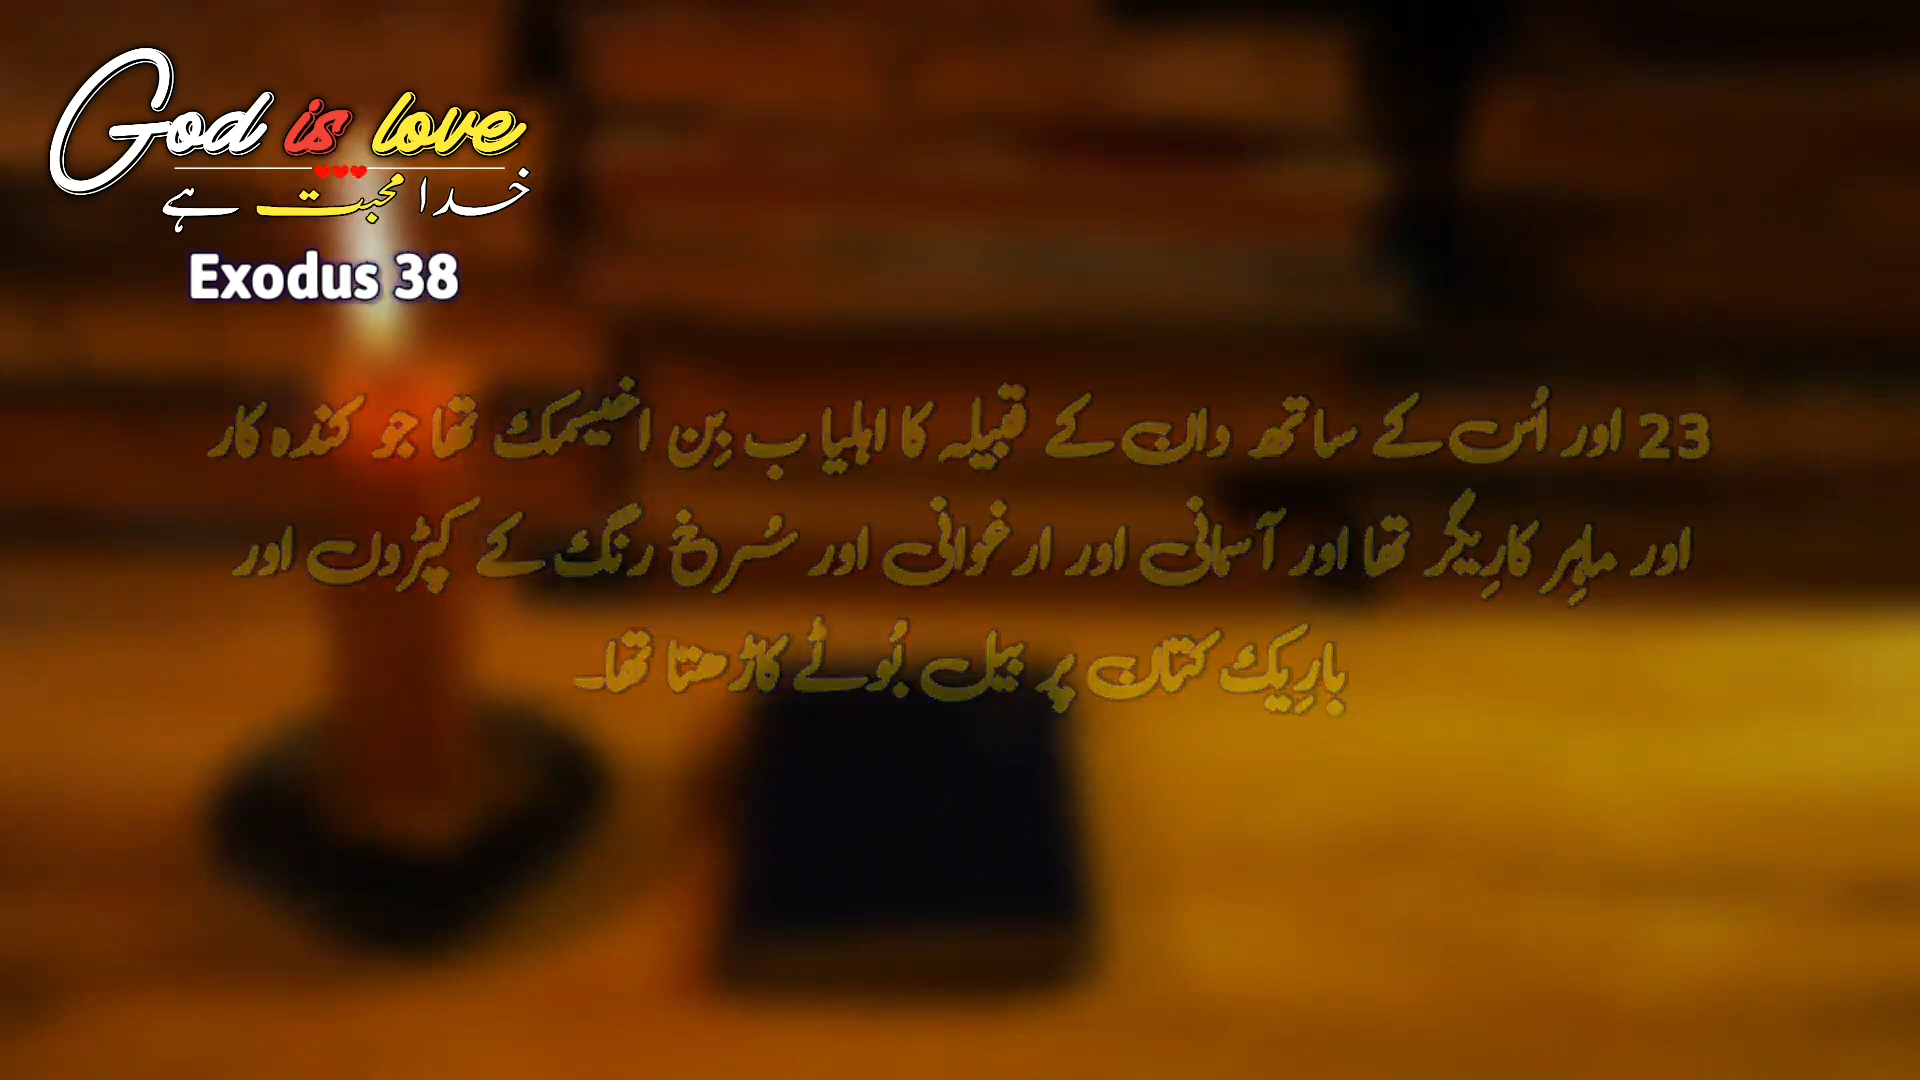 God is love
خدا محبت ہے
Exodus 38
23 اور اُس کے ساتھ دان کے قبیلہ کا اہلیاب بِن اخیسمک تھا جو کندہ کار
اور ماہِر کارِیگر تھا اور آسمانی اور ارغوانی اور سُرخ رنگ کے کپڑوں اور
بارِیک کتان پر بیل بُوٹے کاڑھتا تھا۔